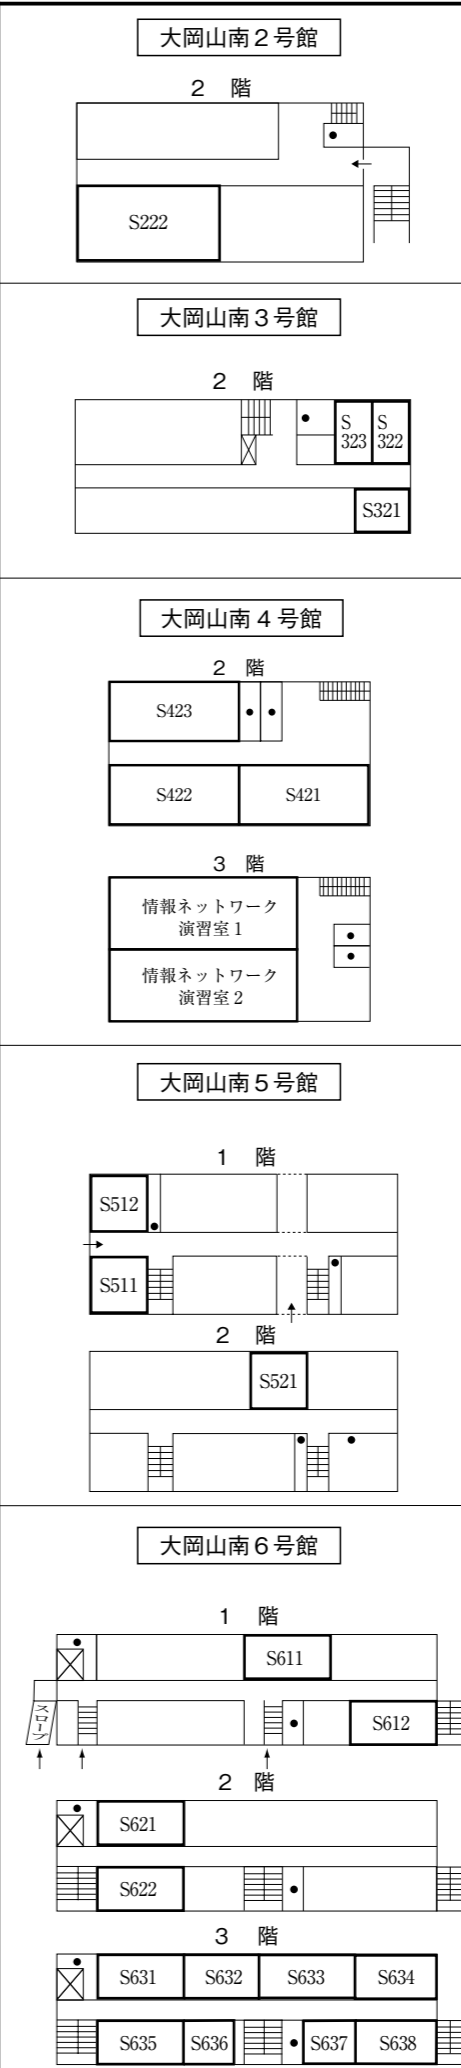 大岡山南２号館
２　階
S222
大岡山南３号館
２　階
S
323
S
322
S321
大岡山南４号館
２　階
S423
S422
S421
３　階
情報ネットワーク
演習室１
情報ネットワーク
演習室２
大岡山南５号館
１　階
S512
S511
２　階
S521
大岡山南６号館
１　階
S611
スロープ
S612
２　階
S621
S622
３　階
S631
S632
S633
S634
S635
S636
S637
S638